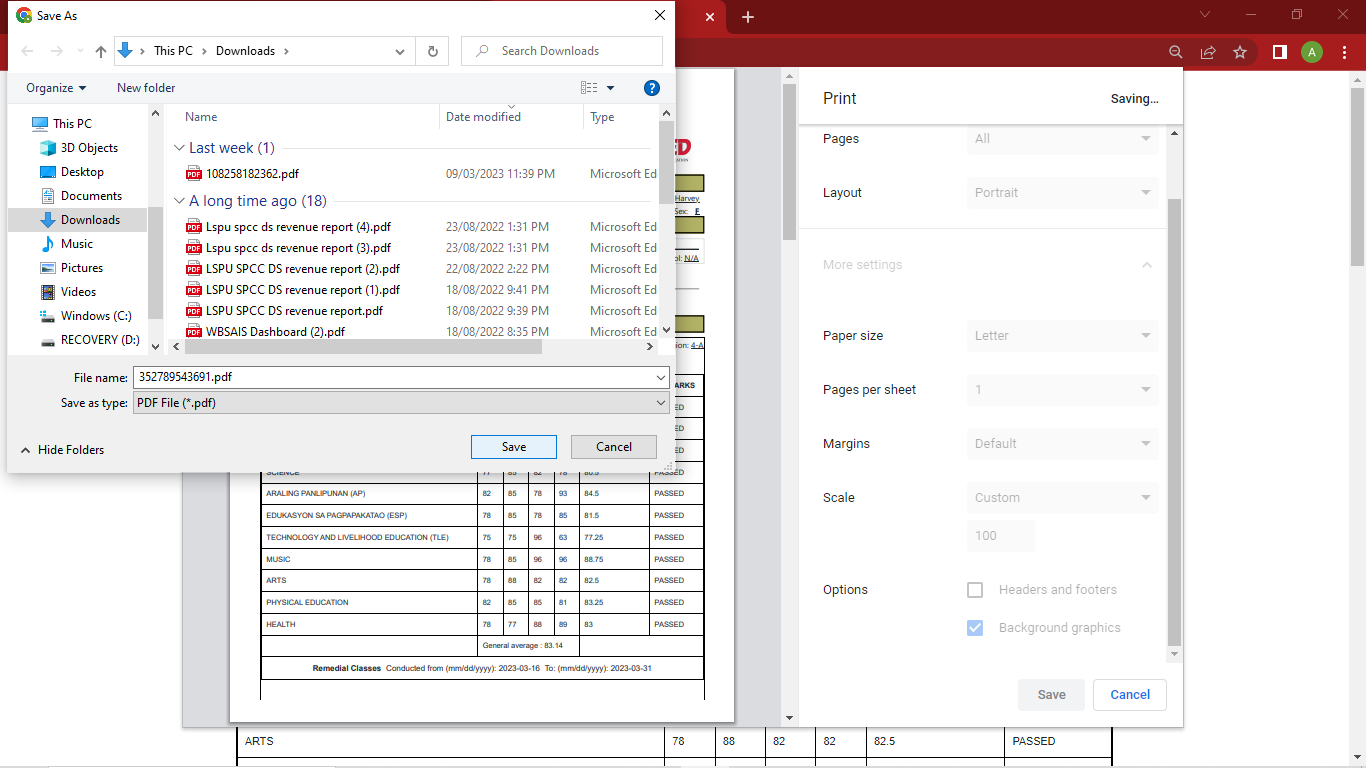 Save As
This PC > Downloads >
Search Downloads
Organize
New folder
This PC
3D Objects
Desktop
Documents
Downloads
Music
Pictures
Videos
Windows (C:)
RECOVERY (D:)
Name Date modified Type
Last week (1)
108258182362.pdf 09/03/2023 11:39 PM Microsoft Ed
A long time ago (18)
Lspu spcc ds revenue report (4).pdf 23/08/2022 1:31 PM Microsoft Ed
Lspu spcc ds revenue report (3).pdf 23/08/2022 1:31 PM Microsoft Ed
LSPU SPCC DS revenue report (2).pdf 22/08/2022 2:22 PM Microsoft Ed
LSPU SPCC DS revenue report (1).pdf 18/08/2022 9:41 PM Microsoft Ed
LSPU SPCC DS revenue report.pdf 18/08/2022 9:39 PM Microsoft Ed
WBSAIS Dashboard (2).pdf 18/08/2022 8:35 PM Microsoft Ed
File name: 352789543691.pdf
Save as type: PDF File (*.pdf)
Hide Folders
Save
Cancel
A
ED
Harvey
Sex: F
ol: N/A
ion: 4-A
ARKS
ED
ED
ED
SCIENCE 77 85 82 78 80.5 PASSED
ARALING PANLIPUNAN (AP) 82 85 78 93 84.5 PASSED
EDUKASYON SA PAGPAPAKATAO (ESP) 78 85 78 85 81.5 PASSED
TECHNOLOGY AND LIVELIHOOD EDUCATION (TLE) 75 75 96 63 77.25 PASSED
MUSIC 78 85 96 96 88.75 PASSED
ARTS 78 88 82 82 82.5 PASSED
PHYSICAL EDUCATION 82 85 85 81 83.25 PASSED
HEALTH 78 77 88 89 83 PASSED
General average : 83.14
Remedial Classes Conducted from (mm/dd/yyyy): 2023-03-16 To: (mm/dd/yyyy): 2023-03-31
Print
Saving...
Pages All
Layout Portrait
More settings
Paper size Letter
Pages per sheet 1
Margins Default
Scale Custom
100
Options Headers and footers
Background graphics
Save
Cancel
ARTS 78 88 82 82 82.5 PASSED